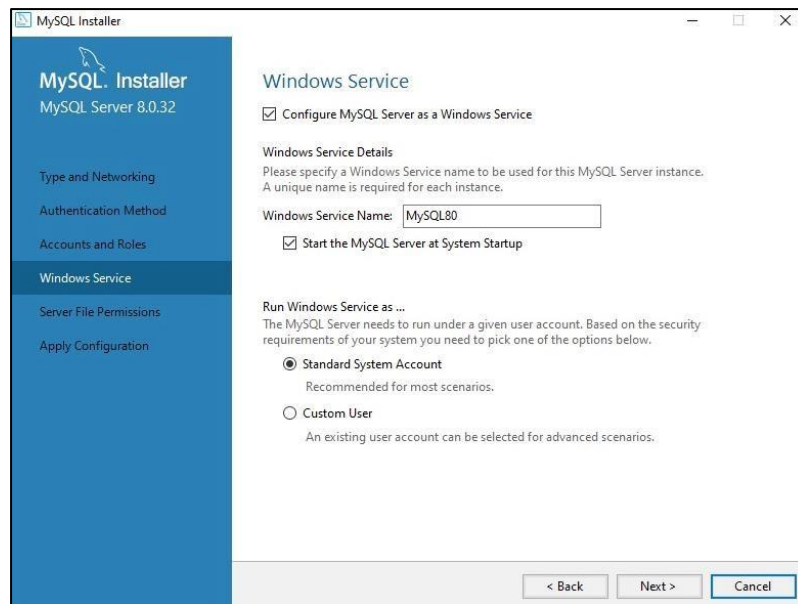 MySQL Installer
MySQL. Installer
MySQL Server 8.0.32
Type and Networking
Authentication Method
Accounts and Roles
Windows Service
Server File Permissions
Apply Configuration
Windows Service
Configure MySQL Server as a Windows Service
Windows Service Details
Please specify a Windows Service name to be used for this MySQL Server instance.
A unique name is required for each instance.
Windows Service Name: MySQL80
Start the MySQL Server at System Startup
Run Windows Service as ...
The MySQL Server needs to run under a given user account. Based on the security
requirements of your system you need to pick one of the options below.
Standard System Account
Recommended for most scenarios.
Custom User
An existing user account can be selected for advanced scenarios.
< Back Next > Cancel